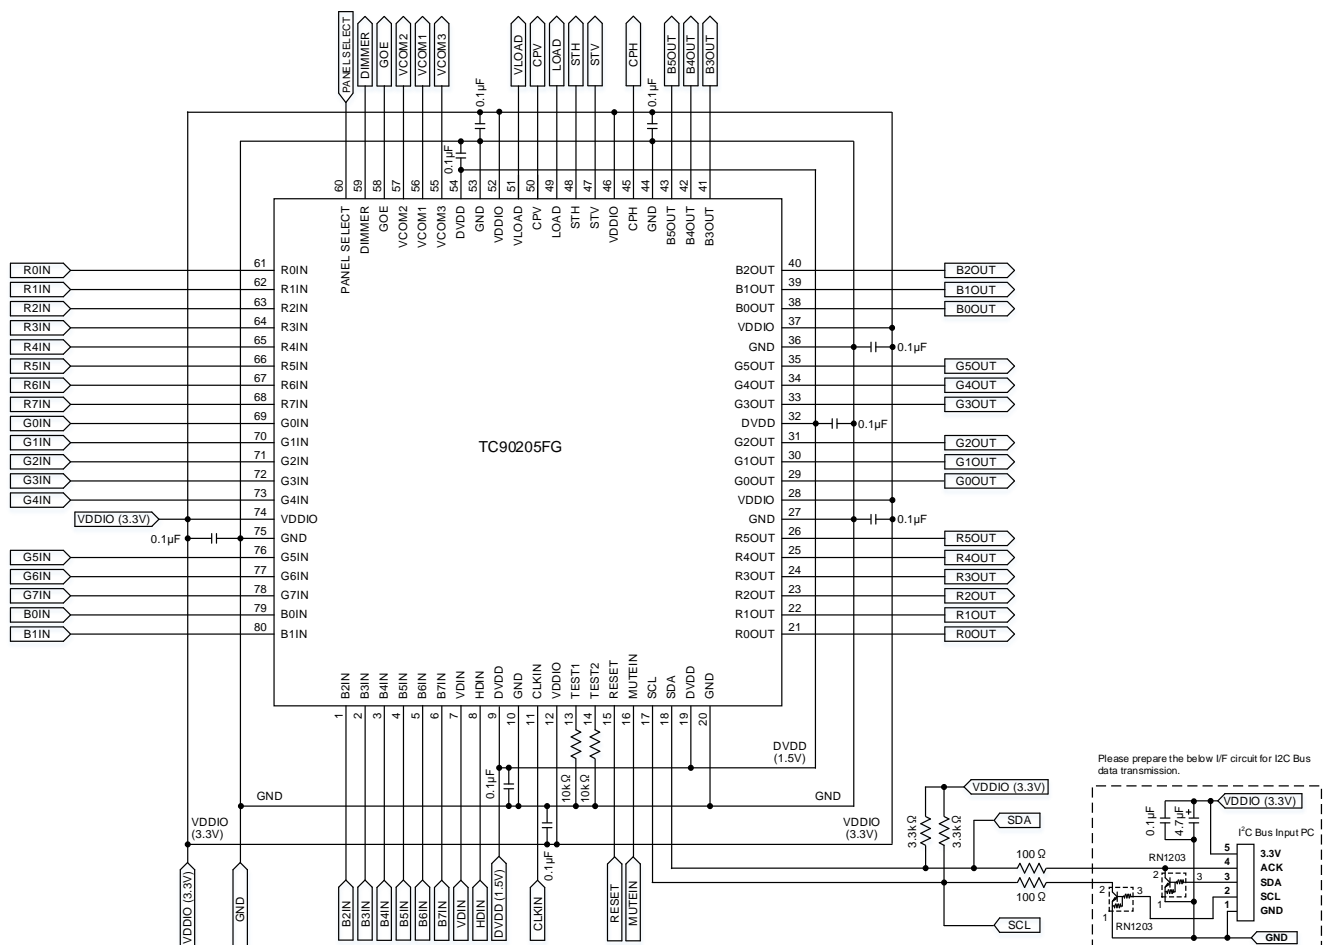 PANEL SELECT
DIMMER
GOE
VCOM2
VCOM1
VCOM3
VLOAD
CPV
LOAD
STH
STV
CPH
B5OUT
B4OUT
B3OUT
0.1µF
0.1µF
0.1µF
60
59
58
57
56
55
54
53
52
51
50
49
48
47
46
45
44
43
42
41
PANEL SELECT
DIMMER
GOE
VCOM2
VCOM1
VCOM3
DVDD
GND
VDDIO
VLOAD
CPV
LOAD
STH
STV
VDDIO
CPH
GND
B5OUT
B4OUT
B3OUT
R0IN 61 R0IN
R1IN 62 R1IN
R2IN 63 R2IN
R3IN 64 R3IN
R4IN 65 R4IN
R5IN 66 R5IN
R6IN 67 R6IN
R7IN 68 R7IN
G0IN 69 G0IN
G1IN 70 G1IN
G2IN 71 G2IN
G3IN 72 G3IN
G4IN 73 G4IN
VDDIO (3.3V) 74 VDDIO
0.1µF 75 GND
G5IN 76 G5IN
G6IN 77 G6IN
G7IN 78 G7IN
B0IN 79 B0IN
B1IN 80 B1IN
TC90205FG
B2OUT 40 B2OUT
B1OUT 39 B1OUT
B0OUT 38 B0OUT
VDDIO 37
GND 36 0.1µF
G5OUT 35 G5OUT
G4OUT 34 G4OUT
G3OUT 33 G3OUT
DVDD 32 0.1µF
G2OUT 31 G2OUT
G1OUT 30 G1OUT
G0OUT 29 G0OUT
VDDIO 28
GND 27 0.1µF
R5OUT 26 R5OUT
R4OUT 25 R4OUT
R3OUT 24 R3OUT
R2OUT 23 R2OUT
R1OUT 22 R1OUT
R0OUT 21 R0OUT
B2IN
B3IN
B4IN
B5IN
B6IN
B7IN
VDIN
HDIN
DVDD
GND
CLKIN
VDDIO
TEST1
TEST2
RESET
MUTEIN
SCL
SDA
DVDD
GND
1
2
3
4
5
6
7
8
9
10
11
12
13
14
15
16
17
18
19
20
DVDD
(1.5V)
0.1µF
10kΩ
10kΩ
GND
GND
VDDIO
(3.3V)
VDDIO
(3.3V)
0.1µF
VDDIO (3.3V)
GND
B2IN
B3IN
B4IN
B5IN
B6IN
B7IN
VDIN
HDIN
DVDD (1.5V)
CLKIN
RESET
MUTEIN
VDDIO (3.3V)
3.3kΩ
3.3kΩ
SDA
100 Ω
100 Ω
SCL
Please prepare the below I/F circuit for I2C Bus
data transmission.
VDDIO (3.3V)
0.1µF
4.7µF
+
I²C Bus Input PC
5 3.3V
4 ACK
3 SDA
2 SCL
1 GND
RN1203
2
3
1
2
3
1
RN1203
GND